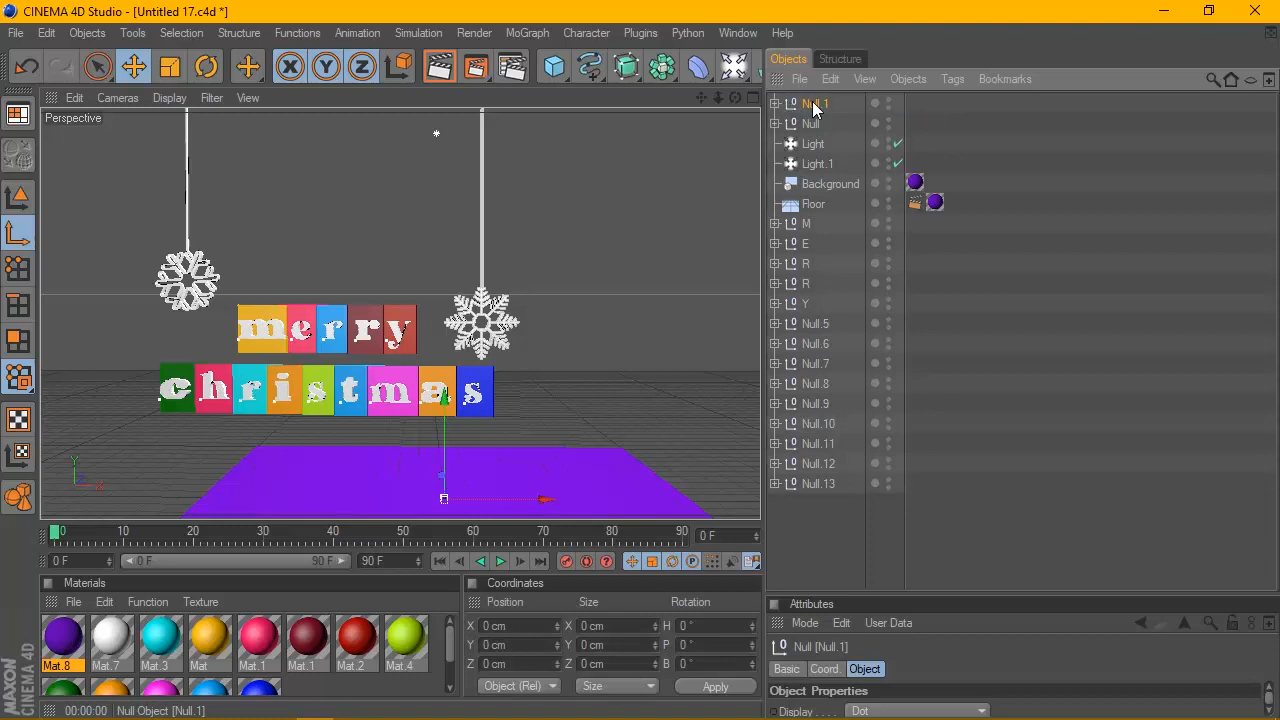 CINEMA 4D Studio - [Untitled 17.c4d *]
File Edit Objects Tools Selection Structure Functions Animation Simulation Render MoGraph Character Plugins Python Window Help
Objects Structure
File Edit View Objects Tags Bookmarks
Edit Cameras Display Filter View
Perspective
Null.1
Null
Light
Light.1
Background
Floor
M
E
R
R
Y
Null.5
Null.6
Null.7
Null.8
Null.9
Null.10
Null.11
Null.12
Null.13
merry
christmas
Y
X
0 10 20 30 40 50 60 70 80 90 0 F
0 F 0 F 90 F 90 F
Materials
File Edit Function Texture
Mat.8 Mat.7 Mat.3 Mat Mat.1 Mat.1 Mat.2 Mat.4
Coordinates
Position Size Rotation
X 0 cm X 0 cm H 0 °
Y 0 cm Y 0 cm P 0 °
Z 0 cm Z 0 cm B 0 °
Object (Rel) Size Apply
Attributes
Mode Edit User Data
Null [Null.1]
Basic Coord. Object
Object Properties
Display Dot
MAXON
CINEMA 4D
00:00:00 Null Object [Null.1]